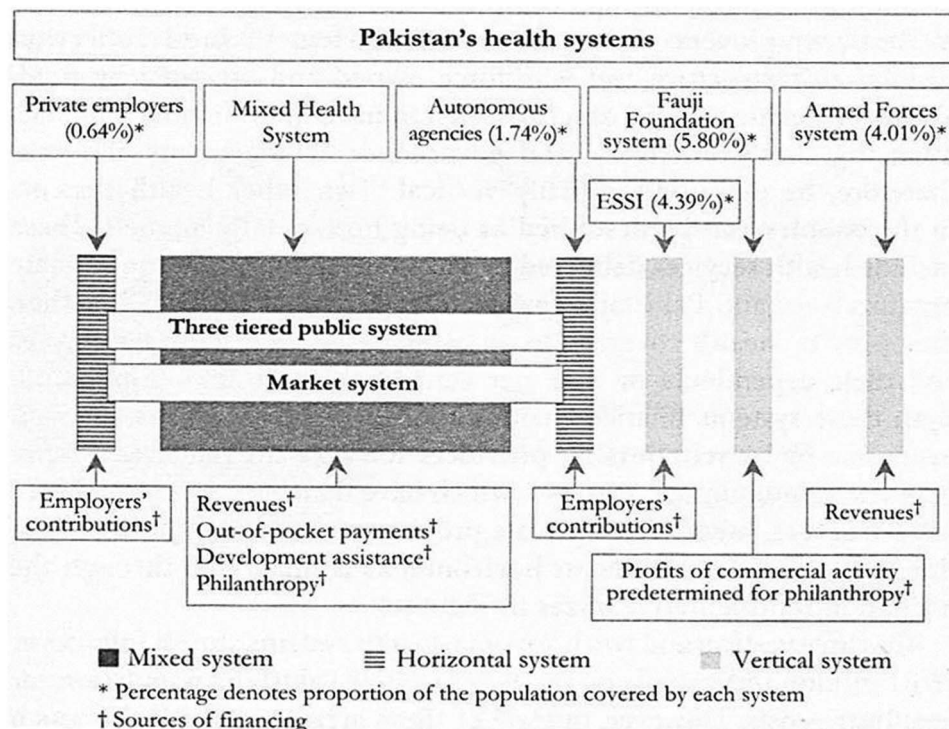 Pakistan's health systems
Private employers
(0.64%)*
Mixed Health
System
Autonomous
agencies (1.74%)*
Fauji
Foundation
system (5.80%)*
Armed Forces
system (4.01%)*
ESSI (4.39%)*
Three tiered public system
Market system
Employers'
contributions†
Revenues†
Out-of-pocket payments†
Development assistance†
Philanthropy†
Employers'
contributions†
Revenues†
Profits of commercial activity
predetermined for philanthropy†
Mixed system
Horizontal system
Vertical system
* Percentage denotes proportion of the population covered by each system
† Sources of financing